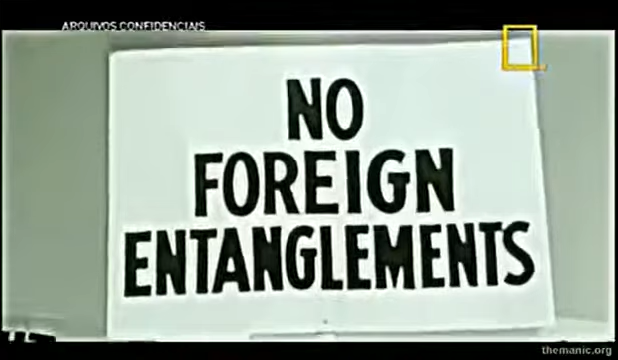 ARQUIVOS CONFIDENCIAIS
NO
FOREIGN
ENTANGLEMENTS
themanic.org